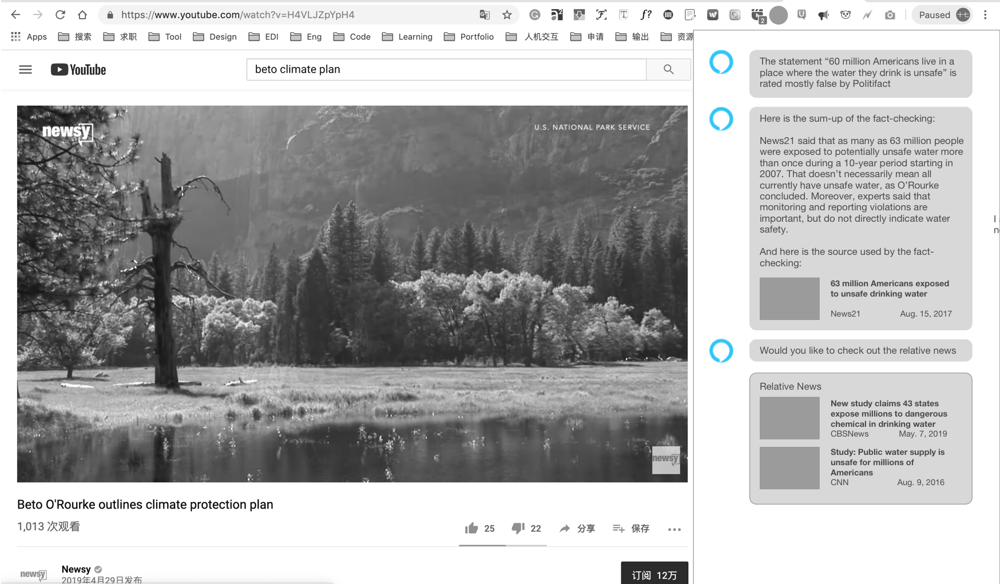 https://www.youtube.com/watch?v=H4VLJZpYpH4
2
Paused
Apps 搜索 求职 Tool Design EDI Eng Code Learning Portfolio 人机交互 申请 输出 资源
YouTube
beto climate plan
newsy
U.S. NATIONAL PARK SERVICE
newsy
Beto O'Rourke outlines climate protection plan
1,013 次观看
25 22 分享 保存
newsy
Newsy
2019年4月29日发布
订阅 12万
The statement “60 million Americans live in a
place where the water they drink is unsafe” is
rated mostly false by Politifact
Here is the sum-up of the fact-checking:
News21 said that as many as 63 million people
were exposed to potentially unsafe water more
than once during a 10-year period starting in
2007. That doesn’t necessarily mean all
currently have unsafe water, as O’Rourke
concluded. Moreover, experts said that
monitoring and reporting violations are
important, but do not directly indicate water
safety.
And here is the source used by the fact-
checking:
63 million Americans exposed
to unsafe drinking water
News21 Aug. 15, 2017
Would you like to check out the relative news
Relative News
New study claims 43 states
expose millions to dangerous
chemical in drinking water
CBSNews May. 7, 2019
Study: Public water supply is
unsafe for millions of
Americans
CNN Aug. 9, 2016